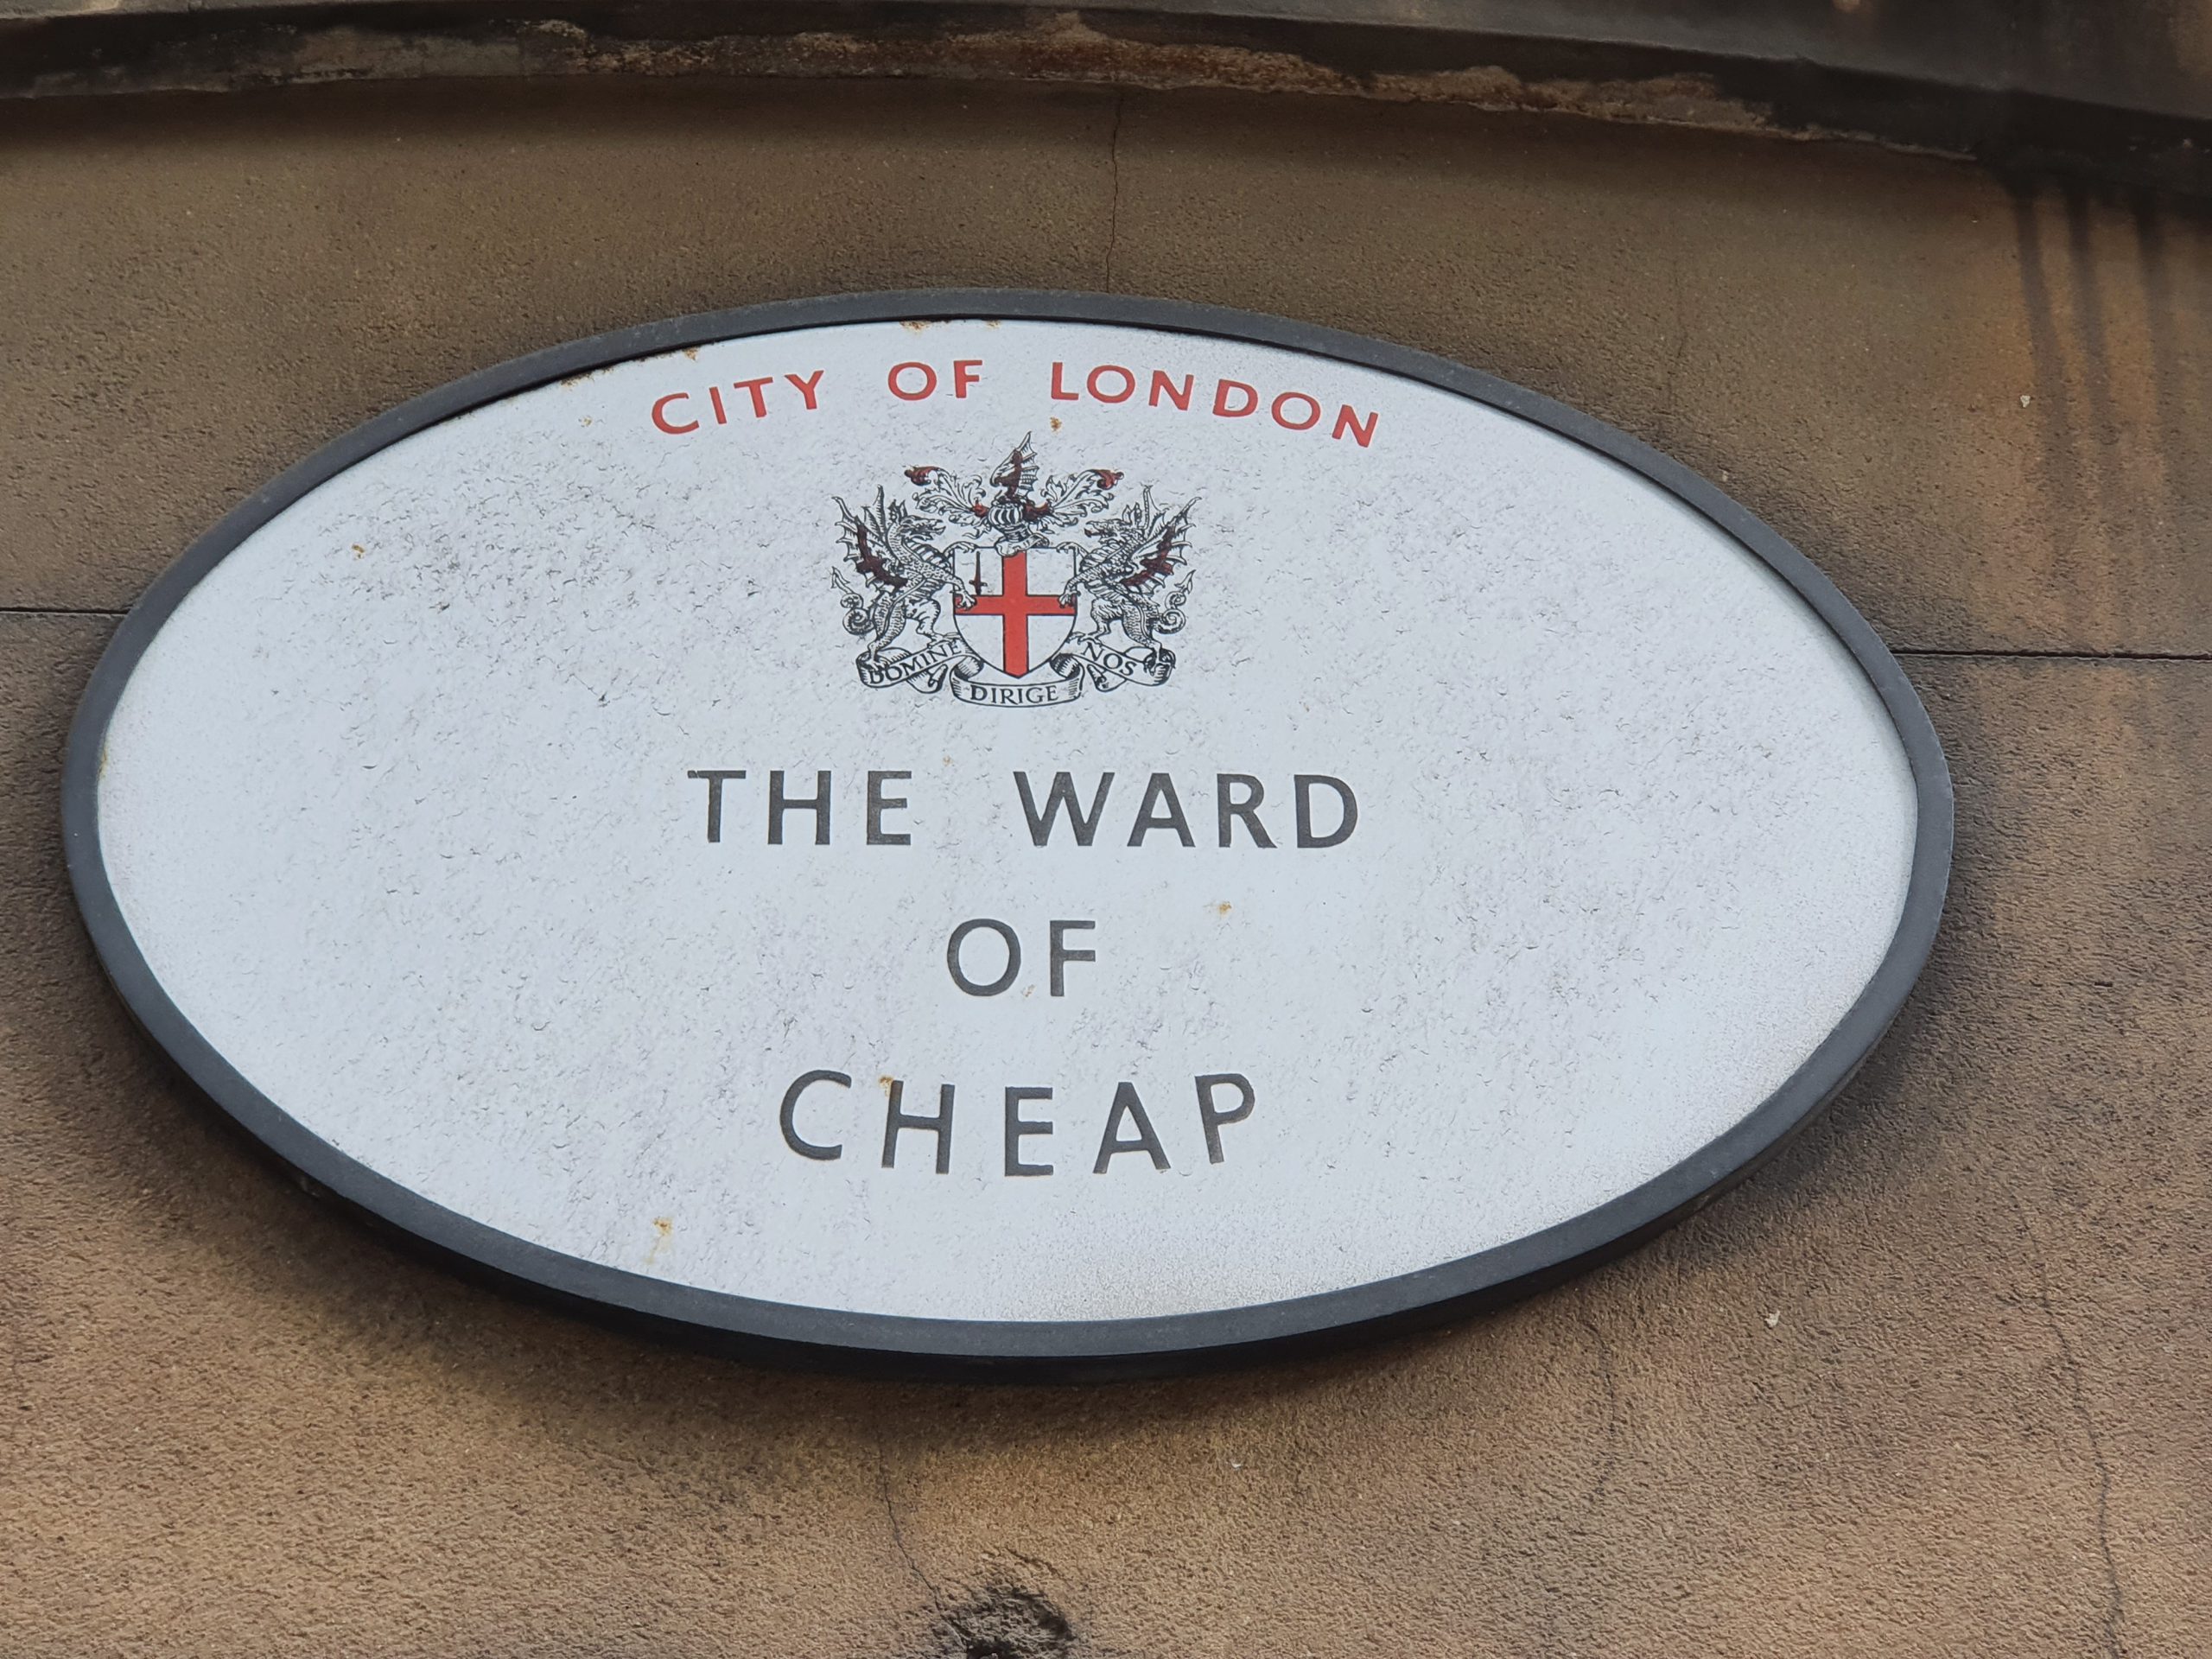 CITY OF LONDON
DOMINE DIRIGE NOS
THE WARD
OF
CHEAP